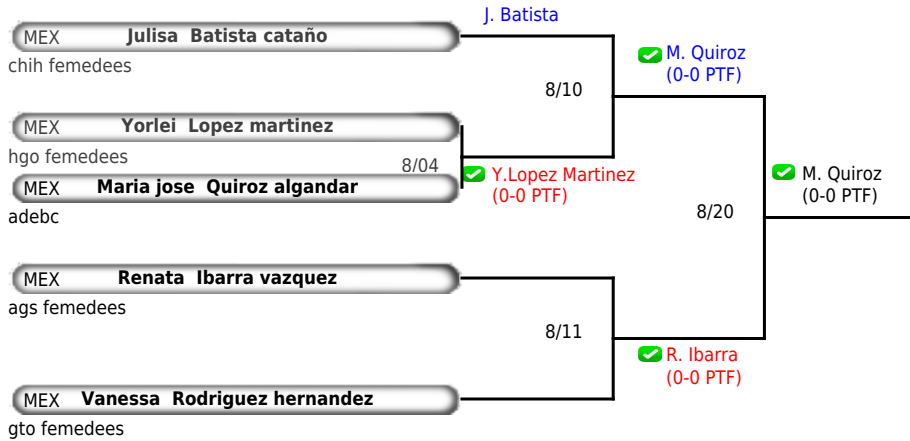 J. Batista
MEX Julisa Batista cataño
chih femedees
M. Quiroz
(0-0 PTF)
8/10
MEX Yorlei Lopez martinez
hgo femedees
8/04
Y.Lopez Martinez
(0-0 PTF)
MEX Maria jose Quiroz algandar
adebc
M. Quiroz
(0-0 PTF)
8/20
MEX Renata Ibarra vazquez
ags femedees
8/11
R. Ibarra
(0-0 PTF)
MEX Vanessa Rodriguez hernandez
gto femedees